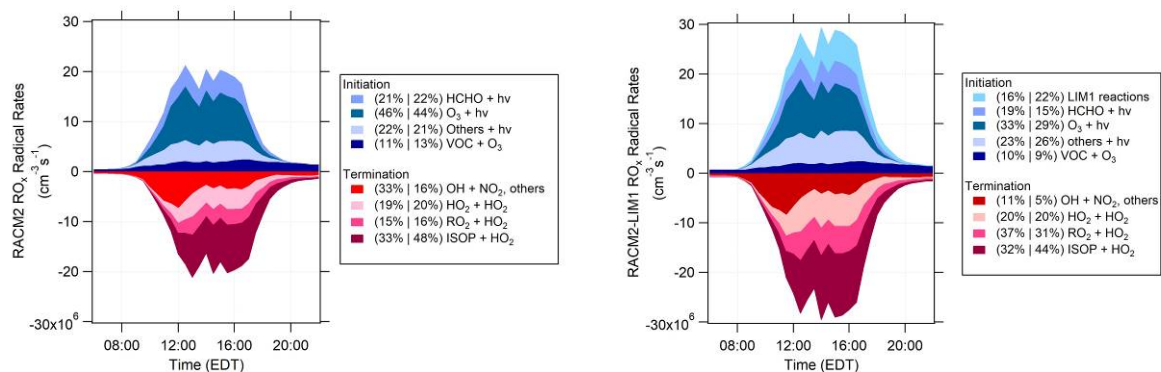 30
20
10
0
-10
-20
-30x10⁶
RACM2 ROₓ Radical Rates
(cm⁻³s⁻¹)
08:00 12:00 16:00 20:00
Time (EDT)
Initiation
(21% | 22%) HCHO + hv
(46% | 44%) O₃ + hv
(22% | 21%) Others + hv
(11% | 13%) VOC + O₃
Termination
(33% | 16%) OH + NO₂, others
(19% | 20%) HO₂ + HO₂
(15% | 16%) RO₂ + HO₂
(33% | 48%) ISOP + HO₂
30
20
10
0
-10
-20
-30x10⁶
RACM2-LIM1 ROₓ Radical Rates
(cm⁻³s⁻¹)
08:00 12:00 16:00 20:00
Time (EDT)
Initiation
(16% | 22%) LIM1 reactions
(19% | 15%) HCHO + hv
(33% | 29%) O₃ + hv
(23% | 26%) others + hv
(10% | 9%) VOC + O₃
Termination
(11% | 5%) OH + NO₂, others
(20% | 20%) HO₂ + HO₂
(37% | 31%) RO₂ + HO₂
(32% | 44%) ISOP + HO₂